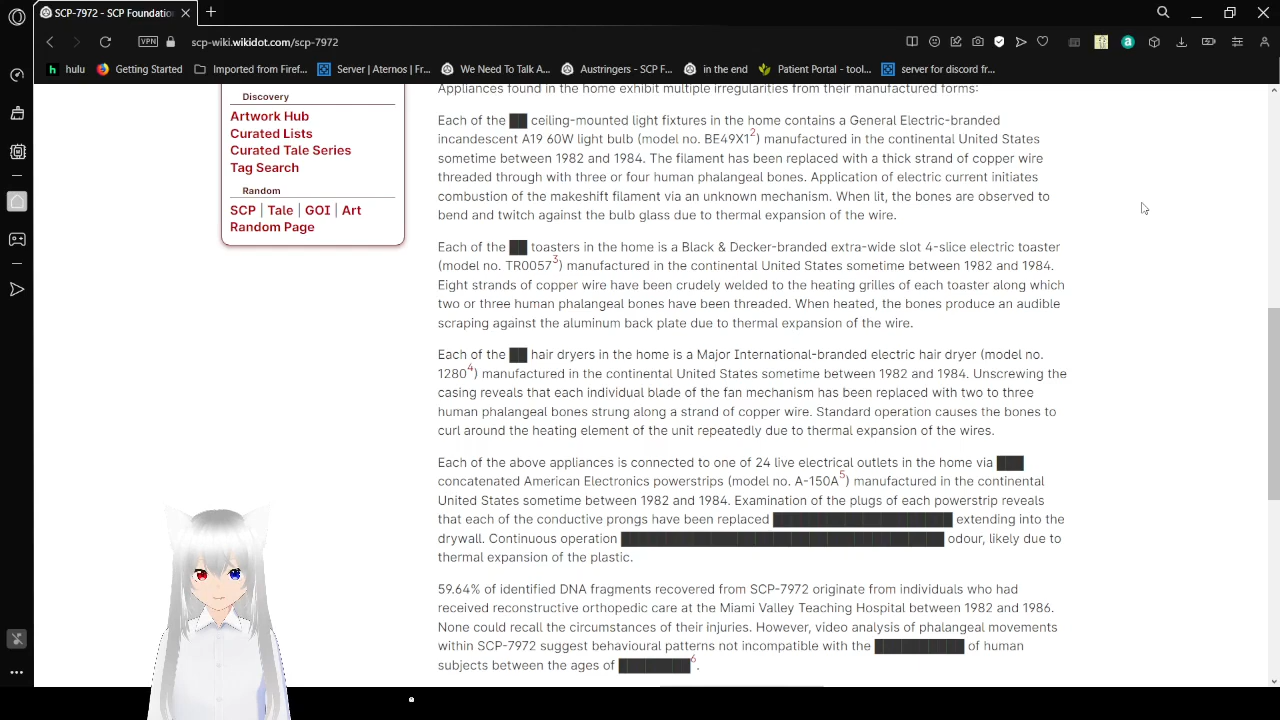 SCP-7972 - SCP Foundatio
scp-wiki.wikidot.com/scp-7972
VPN
hulu
Getting Started
Imported from Firef...
Server | Aternos | Fr...
We Need To Talk A...
Austringers - SCP F...
in the end
Patient Portal - tool...
server for discord fr...
Discovery
Artwork Hub
Curated Lists
Curated Tale Series
Tag Search
Random
SCP | Tale | GOI | Art
Random Page
Appliances found in the home exhibit multiple irregularities from their manufactured forms:
Each of the ██ ceiling-mounted light fixtures in the home contains a General Electric-branded
incandescent A19 60W light bulb (model no. BE49X1²) manufactured in the continental United States
sometime between 1982 and 1984. The filament has been replaced with a thick strand of copper wire
threaded through with three or four human phalangeal bones. Application of electric current initiates
combustion of the makeshift filament via an unknown mechanism. When lit, the bones are observed to
bend and twitch against the bulb glass due to thermal expansion of the wire.
Each of the ██ toasters in the home is a Black & Decker-branded extra-wide slot 4-slice electric toaster
(model no. TR0057³) manufactured in the continental United States sometime between 1982 and 1984.
Eight strands of copper wire have been crudely welded to the heating grilles of each toaster along which
two or three human phalangeal bones have been threaded. When heated, the bones produce an audible
scraping against the aluminum back plate due to thermal expansion of the wire.
Each of the ██ hair dryers in the home is a Major International-branded electric hair dryer (model no.
1280⁴) manufactured in the continental United States sometime between 1982 and 1984. Unscrewing the
casing reveals that each individual blade of the fan mechanism has been replaced with two to three
human phalangeal bones strung along a strand of copper wire. Standard operation causes the bones to
curl around the heating element of the unit repeatedly due to thermal expansion of the wires.
Each of the above appliances is connected to one of 24 live electrical outlets in the home via ███
concatenated American Electronics powerstrips (model no. A-150A⁵) manufactured in the continental
United States sometime between 1982 and 1984. Examination of the plugs of each powerstrip reveals
that each of the conductive prongs have been replaced ████████████████████ extending into the
drywall. Continuous operation ████████████████████████████████████ odour, likely due to
thermal expansion of the plastic.
59.64% of identified DNA fragments recovered from SCP-7972 originate from individuals who had
received reconstructive orthopedic care at the Miami Valley Teaching Hospital between 1982 and 1986.
None could recall the circumstances of their injuries. However, video analysis of phalangeal movements
within SCP-7972 suggest behavioural patterns not incompatible with the ██████████ of human
subjects between the ages of ████████⁶.